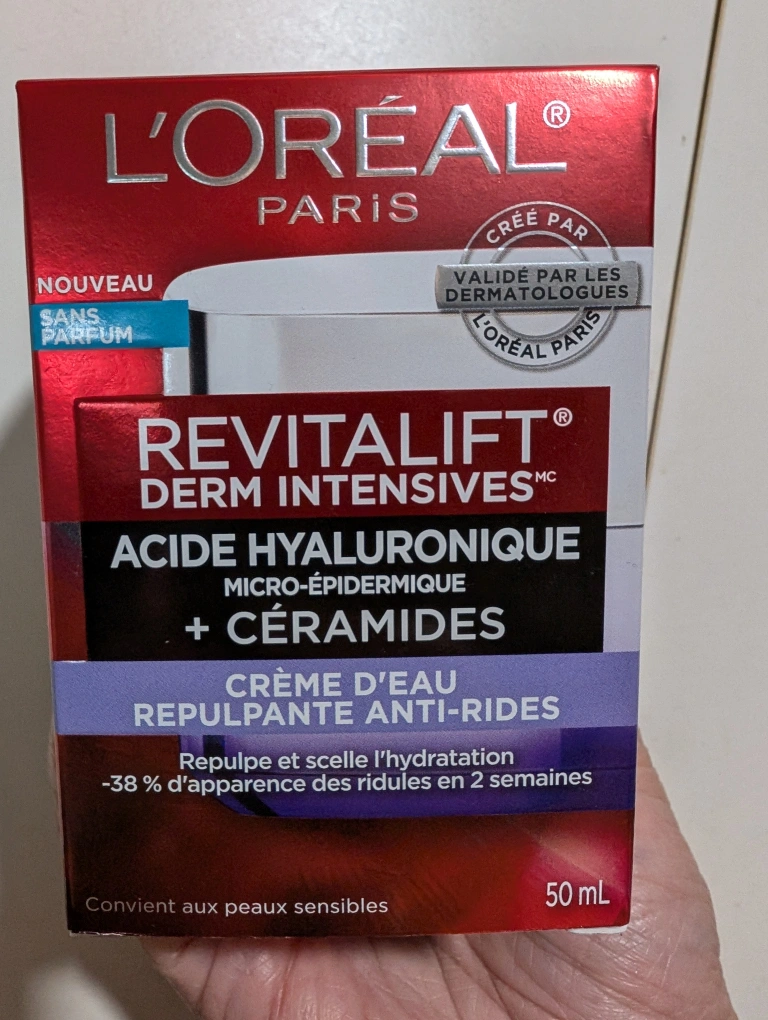 L'ORÉAL®
PARiS
CRÉÉ PAR
VALIDÉ PAR LES
DERMATOLOGUES
L'ORÉAL PARIS
NOUVEAU
SANS
PARFUM
REVITALIFT®
DERM INTENSIVES MC
ACIDE HYALURONIQUE
MICRO-ÉPIDERMIQUE
+ CÉRAMIDES
CRÈME D'EAU
REPULPANTE ANTI-RIDES
Repulpe et scelle l'hydratation
-38 % d'apparence des ridules en 2 semaines
Convient aux peaux sensibles
50 mL